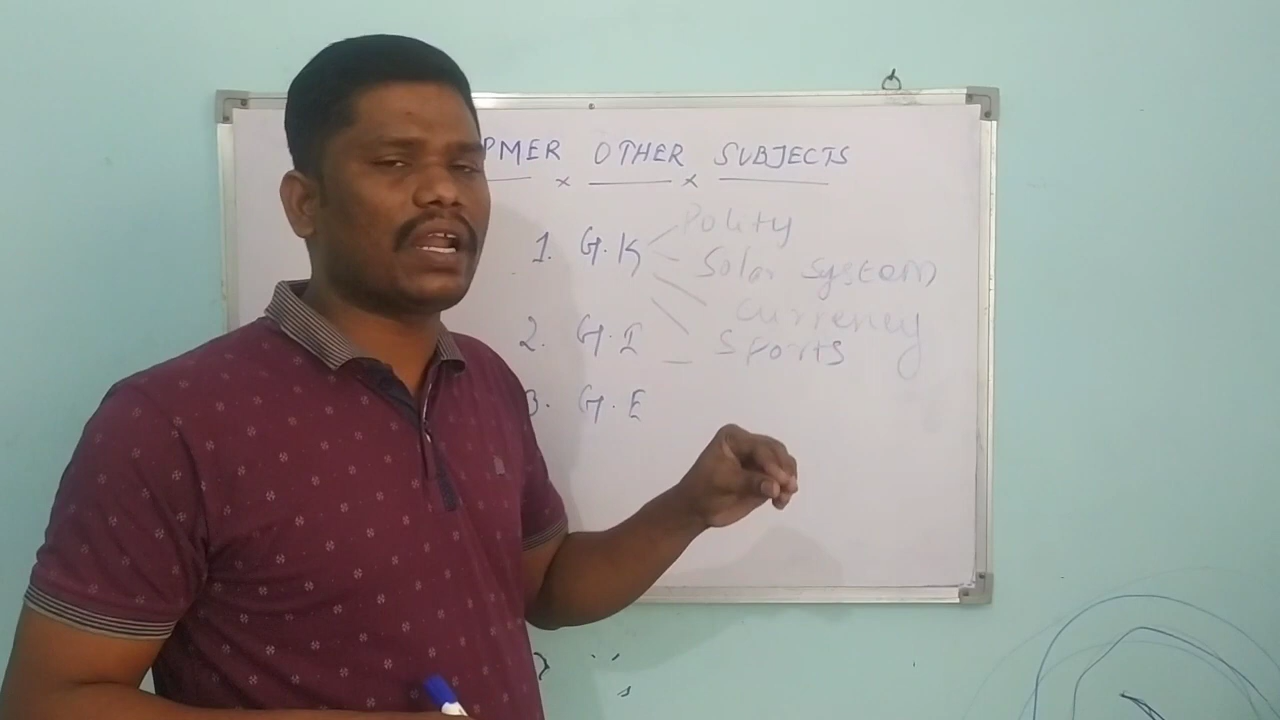 PMER OTHER SUBJECTS
1. G.K
Polity
Solar System
Currency
Sports
2. G.I
3. G.E